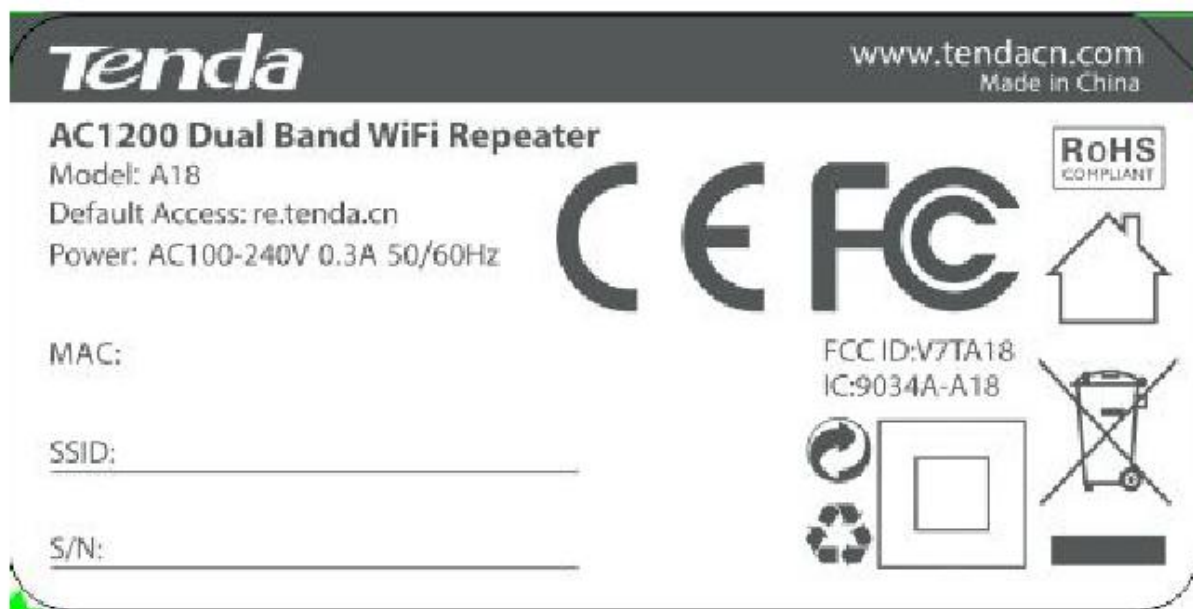 Tenda
www.tendacn.com
Made in China
AC1200 Dual Band WiFi Repeater
Model: A18
Default Access: re.tenda.cn
Power: AC100-240V 0.3A 50/60Hz
CE FC
RoHS
COMPLIANT
MAC:
FCC ID:V7TA18
IC:9034A-A18
SSID:
S/N: